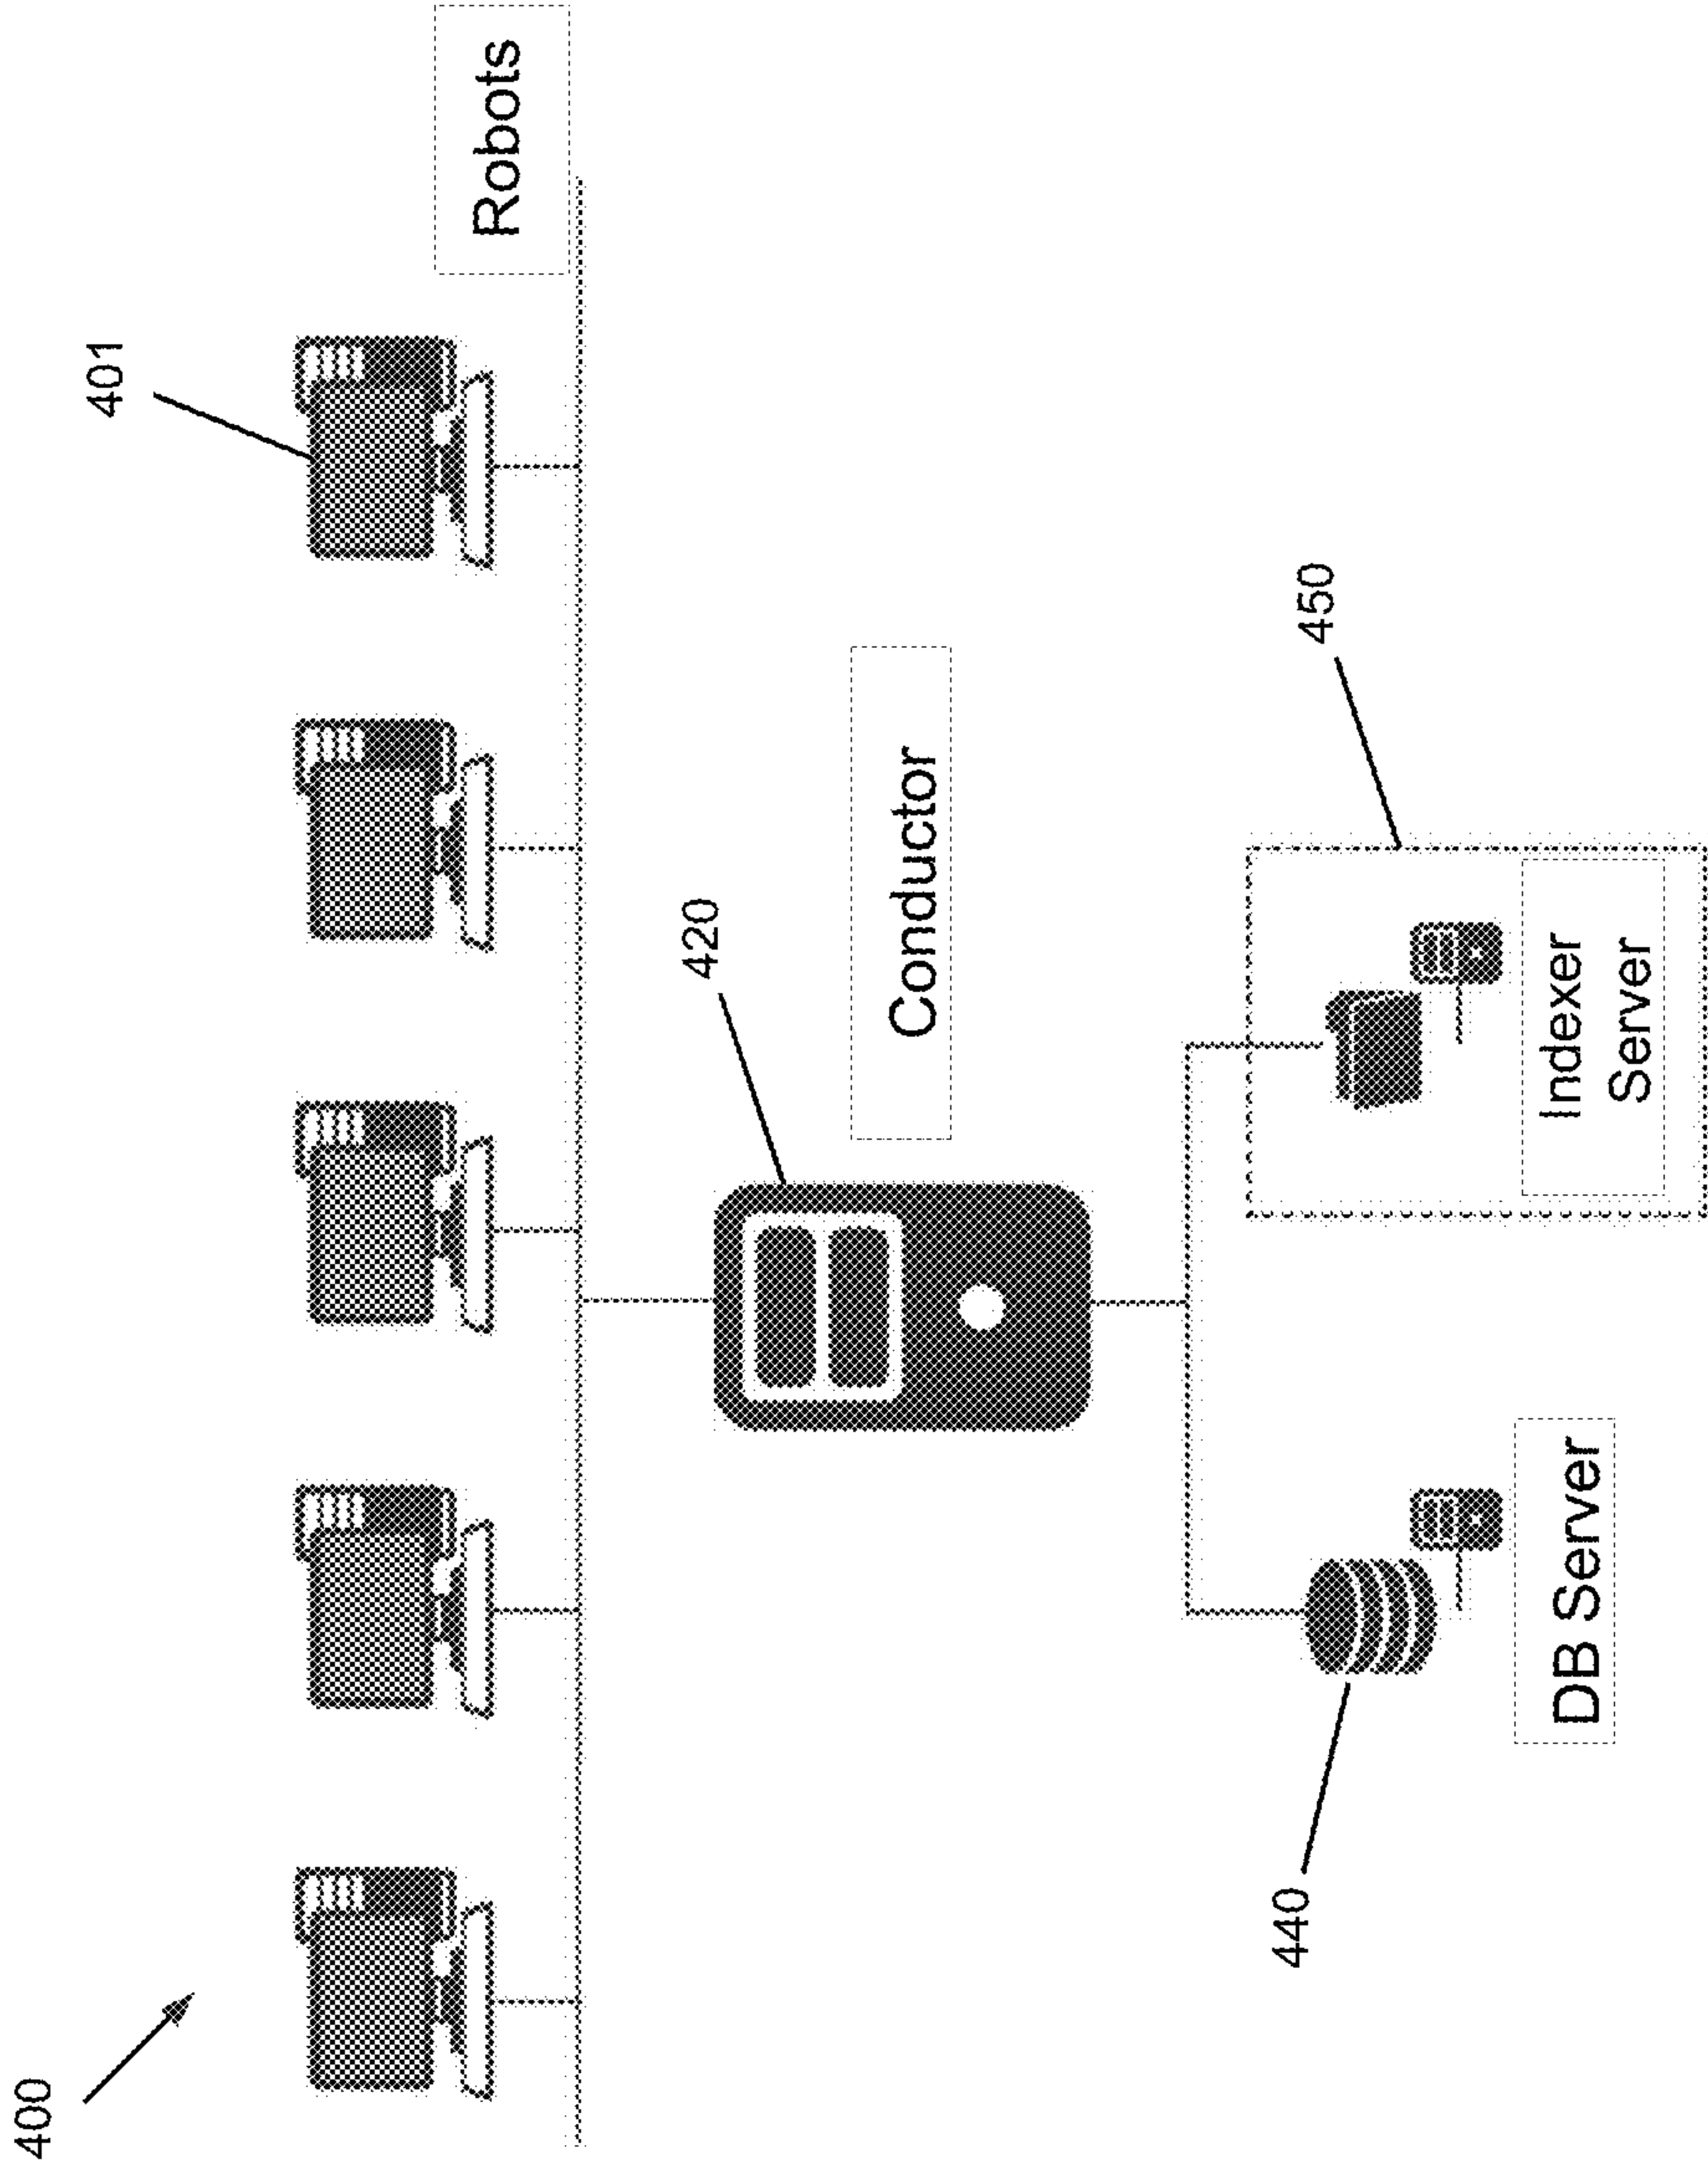 400
401
Robots
420
Conductor
440
450
DB Server
Indexer
Server